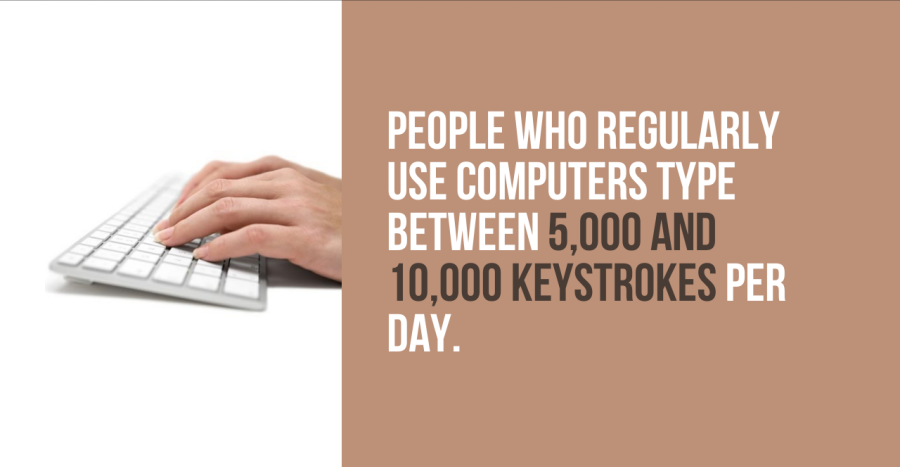 PEOPLE WHO REGULARLY
USE COMPUTERS TYPE
BETWEEN 5,000 AND
10,000 KEYSTROKES PER
DAY.